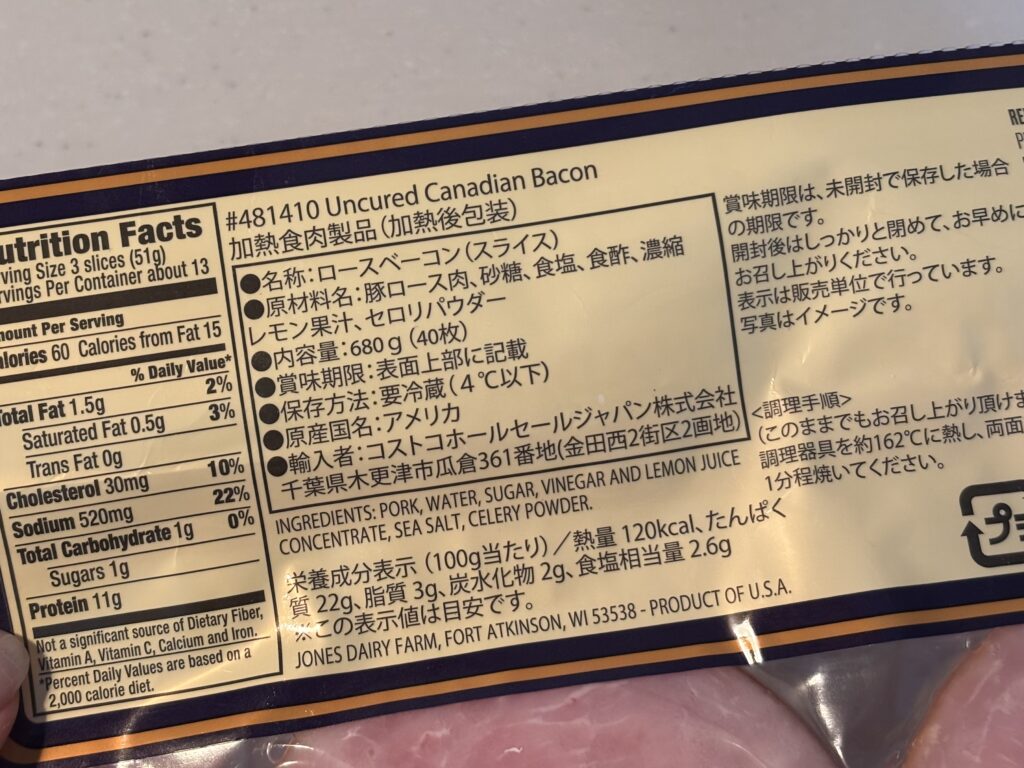 utrition Facts
rving Size 3 slices (51g)
rvings Per Container about 13
mount Per Serving
alories 60 Calories from Fat 15
% Daily Value*
Total Fat 1.5g 2%
Saturated Fat 0.5g 3%
Trans Fat 0g
Cholesterol 30mg 10%
Sodium 520mg 22%
Total Carbohydrate 1g 0%
Sugars 1g
Protein 11g
Not a significant source of Dietary Fiber,
Vitamin A, Vitamin C, Calcium and Iron.
*Percent Daily Values are based on a
2,000 calorie diet.
#481410 Uncured Canadian Bacon
加熱食肉製品(加熱後包装)
●名称:ロースベーコン(スライス)
●原材料名:豚ロース肉、砂糖、食塩、食酢、濃縮
レモン果汁、セロリパウダー
●内容量:680g (40枚)
●賞味期限:表面上部に記載
●保存方法:要冷蔵(4℃以下)
●原産国名:アメリカ
●輸入者:コストコホールセールジャパン株式会社
千葉県木更津市瓜倉361番地(金田西2街区2画地)
INGREDIENTS: PORK, WATER, SUGAR, VINEGAR AND LEMON JUICE
CONCENTRATE, SEA SALT, CELERY POWDER.
栄養成分表示 (100g当たり)/熱量 120kcal、たんぱく
質 22g、脂質 3g、炭水化物 2g、食塩相当量 2.6g
※この表示値は目安です。
JONES DAIRY FARM, FORT ATKINSON, WI 53538 - PRODUCT OF U.S.A.
賞味期限は、未開封で保存した場合
の期限です。
開封後はしっかりと閉めて、お早めに
お召し上がりください。
表示は販売単位で行っています。
写真はイメージです。
<調理手順>
(このままでもお召し上がり頂けま
調理器具を約162℃に熱し、両面
1分程焼いてください。
プ